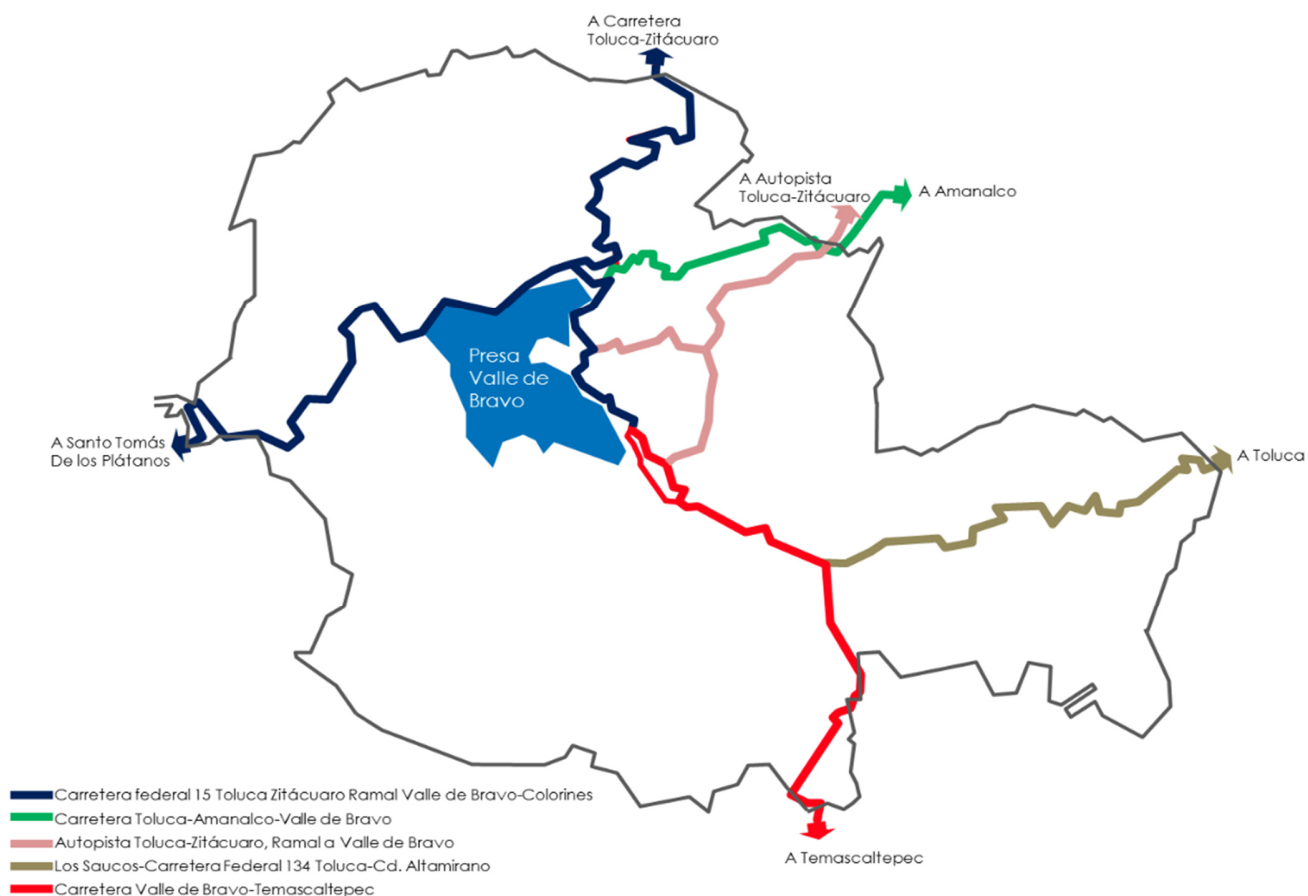 A Carretera
Toluca-Zitácuaro
A Autopista
Toluca-Zitácuaro
A Amanalco
Presa
Valle de
Bravo
A Santo Tomás
De los Plátanos
A Toluca
Carretera federal 15 Toluca Zitácuaro Ramal Valle de Bravo-Colorines
Carretera Toluca-Amanalco-Valle de Bravo
Autopista Toluca-Zitácuaro, Ramal a Valle de Bravo
Los Saucos-Carretera Federal 134 Toluca-Cd. Altamirano
Carretera Valle de Bravo-Temascaltepec
A Temascaltepec